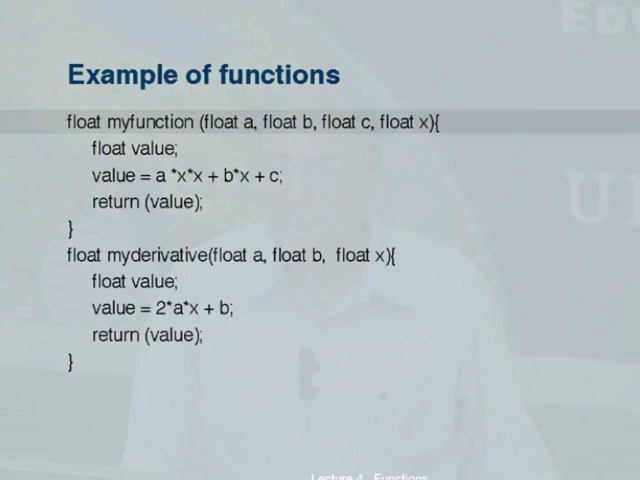 Example of functions
float myfunction (float a, float b, float c, float x){
float value;
value = a *x*x + b*x + c;
return (value);
}
float myderivative(float a, float b,  float x){
float value;
value = 2*a*x + b;
return (value);
}
Lecture 4 Functions